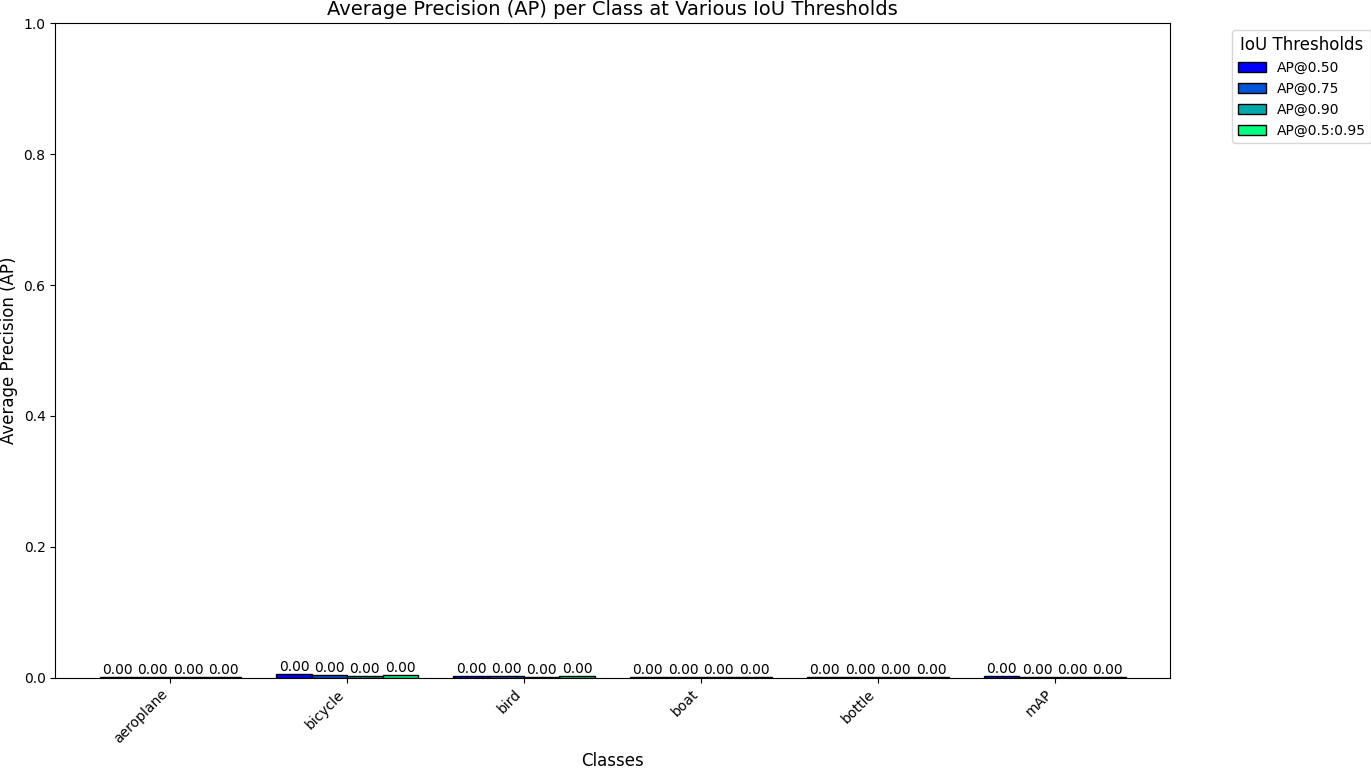 Average Precision (AP) per Class at Various IoU Thresholds
IoU Thresholds
AP@0.50
AP@0.75
AP@0.90
AP@0.5:0.95
Average Precision (AP)
1.0
0.8
0.6
0.4
0.2
0.0
0.00 0.00 0.00 0.00 0.00 0.00 0.00 0.00 0.00 0.00 0.00 0.00 0.00 0.00 0.00 0.00 0.00 0.00 0.00 0.00 0.00 0.00 0.00 0.00
aeroplane bicycle bird boat bottle mAP
Classes